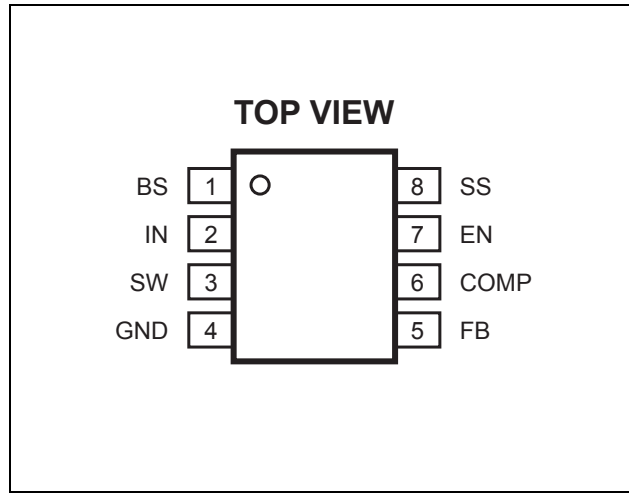 TOP VIEW
BS 1 8 SS
IN 2 7 EN
SW 3 6 COMP
GND 4 5 FB